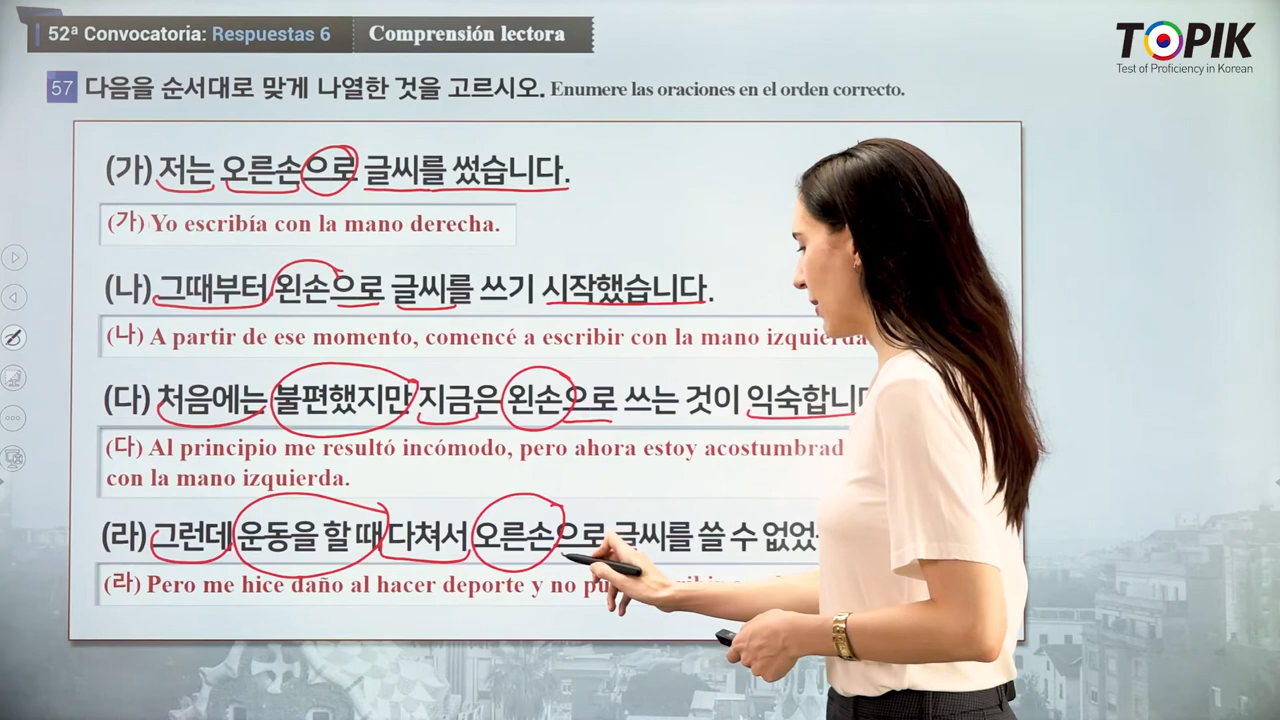 52ª Convocatoria: Respuestas 6 Comprensión lectora
TOPIK
Test of Proficiency in Korean
57 다음을 순서대로 맞게 나열한 것을 고르시오. Enumere las oraciones en el orden correcto.
(가) 저는 오른손으로 글씨를 썼습니다.
(가) Yo escribía con la mano derecha.
(나) 그때부터 왼손으로 글씨를 쓰기 시작했습니다.
(나) A partir de ese momento, comencé a escribir con la mano izquierda
(다) 처음에는 불편했지만 지금은 왼손으로 쓰는 것이 익숙합니다
(다) Al principio me resultó incómodo, pero ahora estoy acostumbrad
con la mano izquierda.
(라) 그런데 운동을 할 때 다쳐서 오른손으로 글씨를 쓸 수 없었
(라) Pero me hice daño al hacer deporte y no